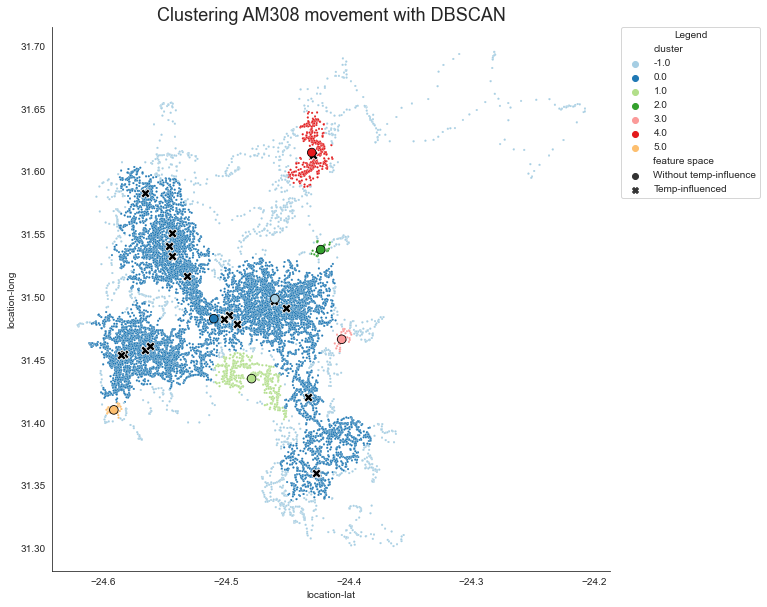 Clustering AM308 movement with DBSCAN
Legend
cluster
-1.0
0.0
1.0
2.0
3.0
4.0
5.0
feature space
Without temp-influence
Temp-influenced
location-long
31.70
31.65
31.60
31.55
31.50
31.45
31.40
31.35
31.30
−24.6
−24.5
−24.4
−24.3
−24.2
location-lat